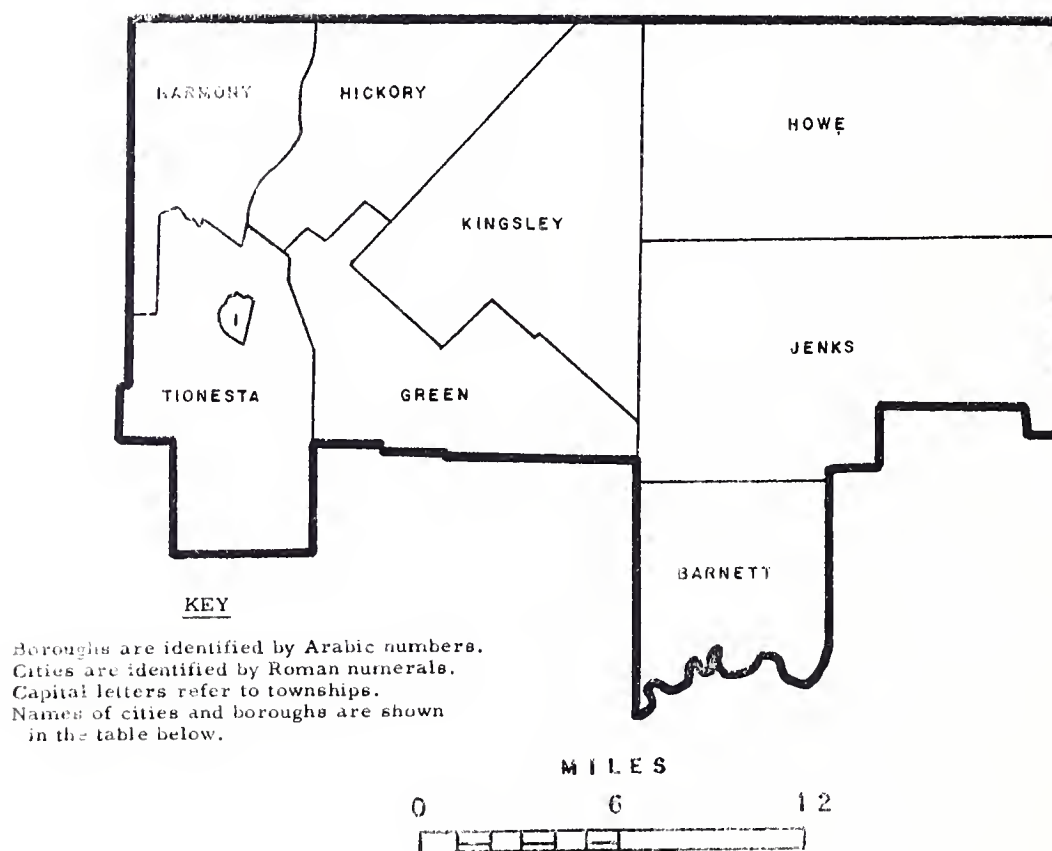 HARMONY
HICKORY
HOWE
KINGSLEY
1
JENKS
TIONESTA
GREEN
BARNETT
KEY
Boroughs are identified by Arabic numbers.
Cities are identified by Roman numerals.
Capital letters refer to townships.
Names of cities and boroughs are shown
in the table below.
MILES
0 6 12